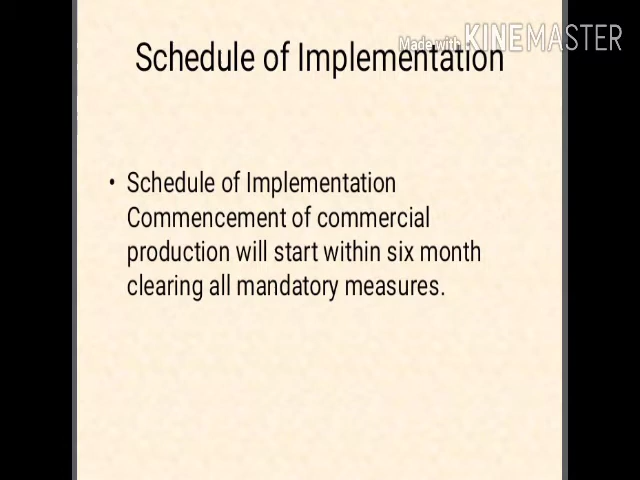 Made with KINEMASTER
Schedule of Implementation
• Schedule of Implementation
Commencement of commercial
production will start within six month
clearing all mandatory measures.